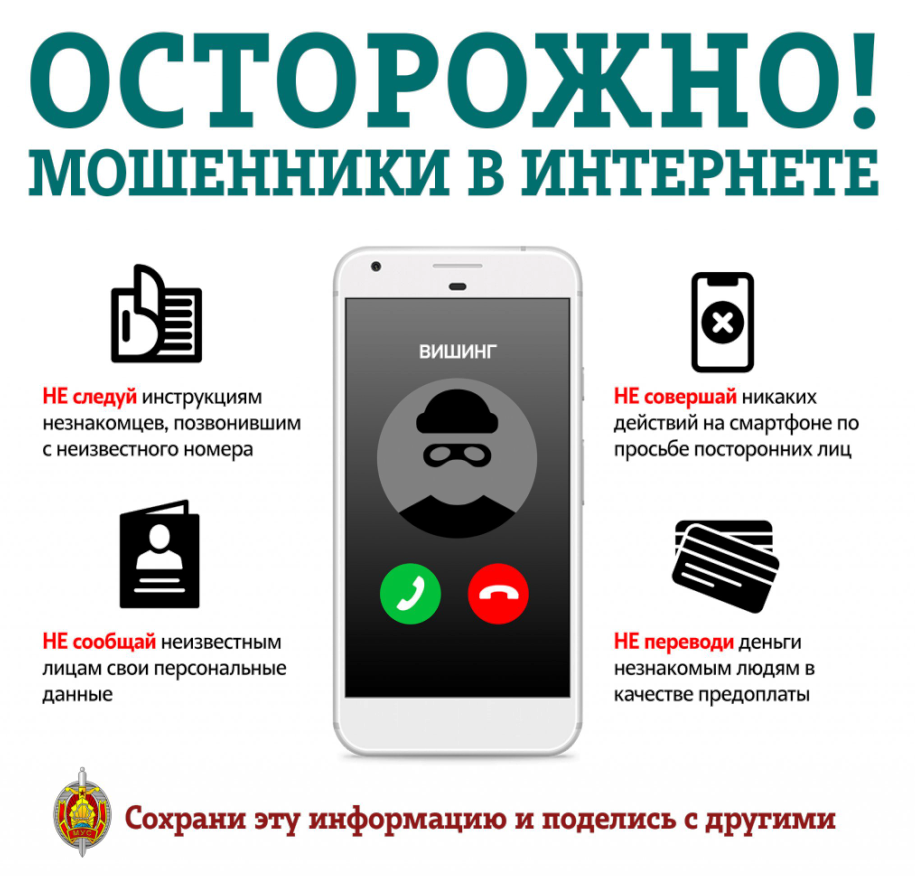 ОСТОРОЖНО!
МОШЕННИКИ В ИНТЕРНЕТЕ
НЕ следуй инструкциям
незнакомцев, позвонившим
с неизвестного номера
НЕ сообщай неизвестным
лицам свои персональные
данные
ВИШИНГ
НЕ совершай никаких
действий на смартфоне по
просьбе посторонних лиц
НЕ переводи деньги
незнакомым людям в
качестве предоплаты
МУС
Сохрани эту информацию и поделись с другими